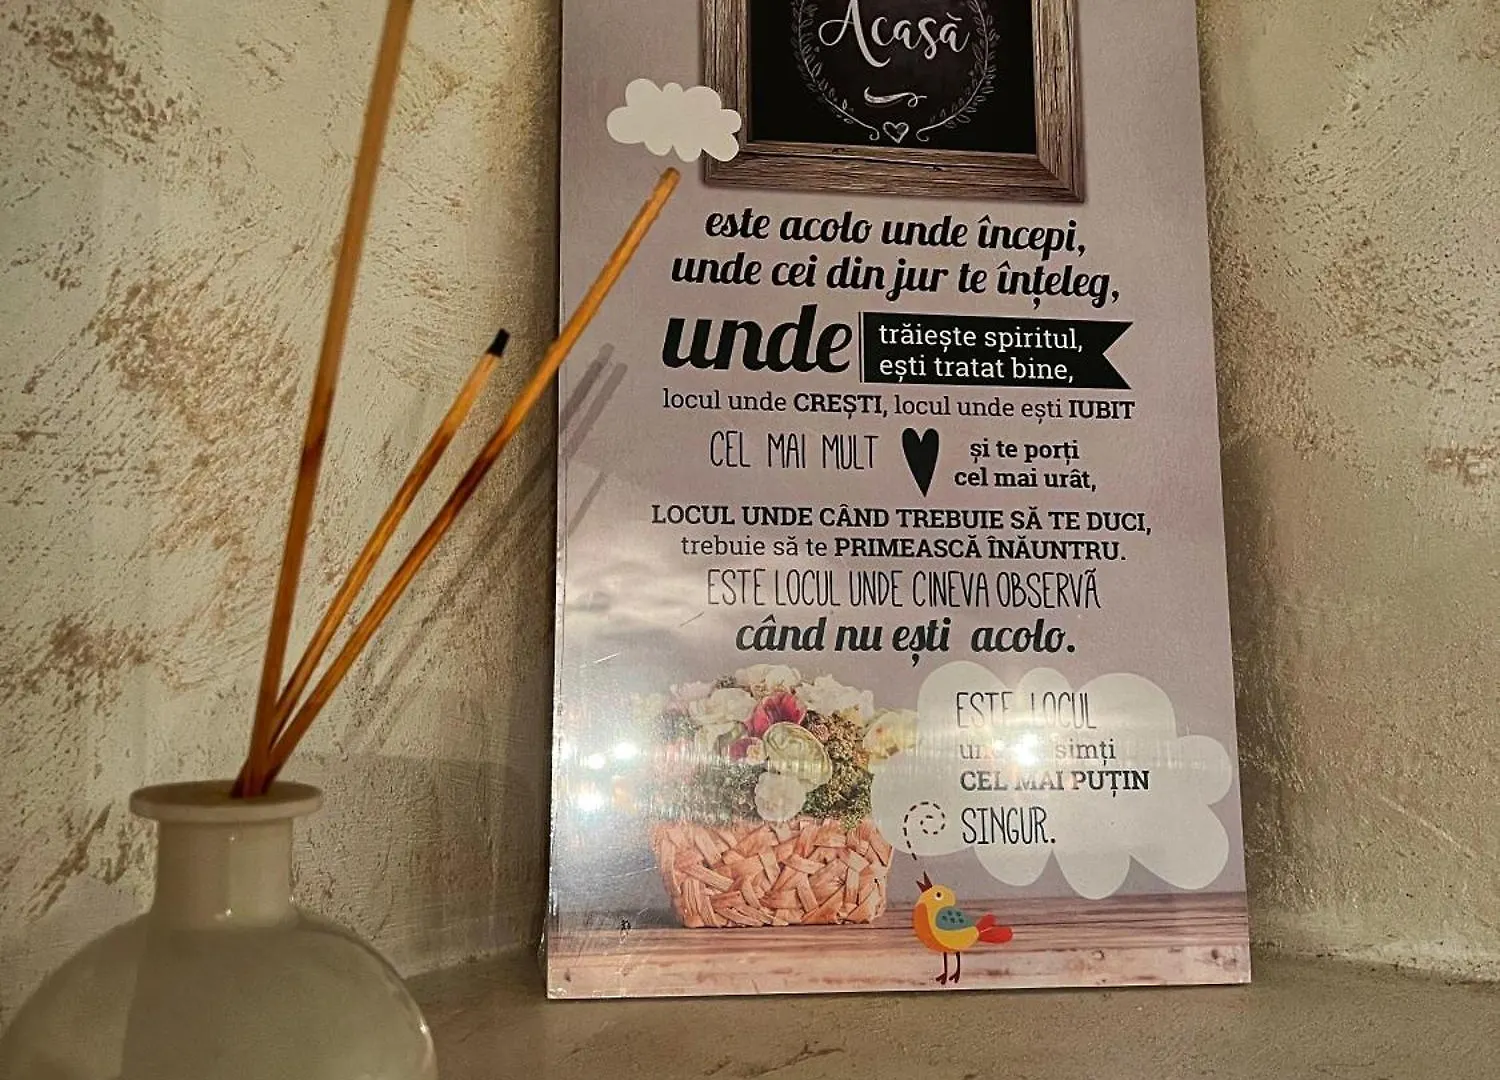 Acasă
este acolo unde începi,
unde cei din jur te înțeleg,
unde trăiește spiritul,
ești tratat bine,
locul unde CREȘTI, locul unde ești IUBIT
CEL MAI MULT și te porți
cel mai urât,
LOCUL UNDE CÂND TREBUIE SĂ TE DUCI,
trebuie să te PRIMEASCĂ ÎNĂUNTRU.
ESTE LOCUL UNDE CINEVA OBSERVĂ
când nu ești acolo.
ESTE LOCUL
simți
CEL MAI PUȚIN
SINGUR.